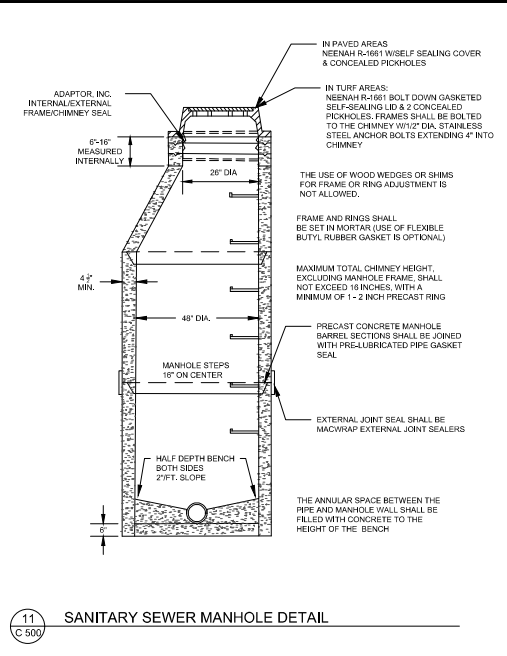 IN PAVED AREAS
NEENAH R-1661 W/SELF SEALING COVER
& CONCEALED PICKHOLES
ADAPTOR, INC.
INTERNAL/EXTERNAL
FRAME/CHIMNEY SEAL
IN TURF AREAS:
NEENAH R-1661 BOLT DOWN GASKETED
SELF-SEALING LID & 2 CONCEALED
PICKHOLES. FRAMES SHALL BE BOLTED
TO THE CHIMNEY W/1/2" DIA. STAINLESS
STEEL ANCHOR BOLTS EXTENDING 4" INTO
CHIMNEY
6"-16"
MEASURED
INTERNALLY
26" DIA
THE USE OF WOOD WEDGES OR SHIMS
FOR FRAME OR RING ADJUSTMENT IS
NOT ALLOWED.
FRAME AND RINGS SHALL
BE SET IN MORTAR (USE OF FLEXIBLE
BUTYL RUBBER GASKET IS OPTIONAL)
4 1/2"
MIN.
MAXIMUM TOTAL CHIMNEY HEIGHT,
EXCLUDING MANHOLE FRAME, SHALL
NOT EXCEED 16 INCHES, WITH A
MINIMUM OF 1 - 2 INCH PRECAST RING
48" DIA.
PRECAST CONCRETE MANHOLE
BARREL SECTIONS SHALL BE JOINED
WITH PRE-LUBRICATED PIPE GASKET
SEAL
MANHOLE STEPS
16" ON CENTER
EXTERNAL JOINT SEAL SHALL BE
MACWRAP EXTERNAL JOINT SEALERS
HALF DEPTH BENCH
BOTH SIDES
2"/FT. SLOPE
THE ANNULAR SPACE BETWEEN THE
PIPE AND MANHOLE WALL SHALL BE
FILLED WITH CONCRETE TO THE
HEIGHT OF THE BENCH
6"
11
C 500
SANITARY SEWER MANHOLE DETAIL